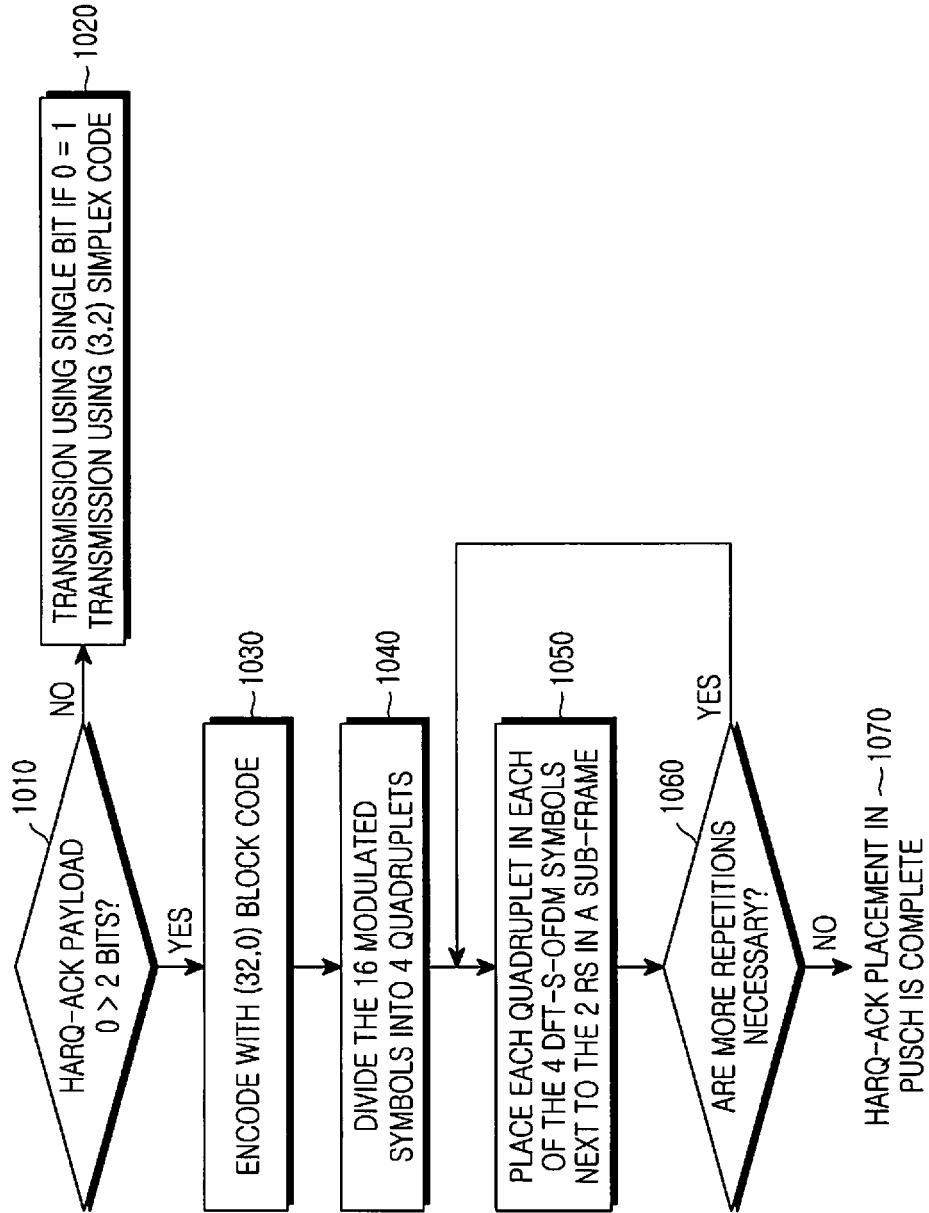 1010
HARQ-ACK PAYLOAD
0 > 2 BITS?
NO
1020
TRANSMISSION USING SINGLE BIT IF 0 = 1
TRANSMISSION USING (3,2) SIMPLEX CODE
YES
1030
ENCODE WITH (32,0) BLOCK CODE
1040
DIVIDE THE 16 MODULATED
SYMBOLS INTO 4 QUADRUPLETS
1050
PLACE EACH QUADRUPLET IN EACH
OF THE 4 DFT-S-OFDM SYMBOLS
NEXT TO THE 2 RS IN A SUB-FRAME
1060
ARE MORE REPETITIONS
NECESSARY?
YES
NO
HARQ-ACK PLACEMENT IN ~1070
PUSCH IS COMPLETE